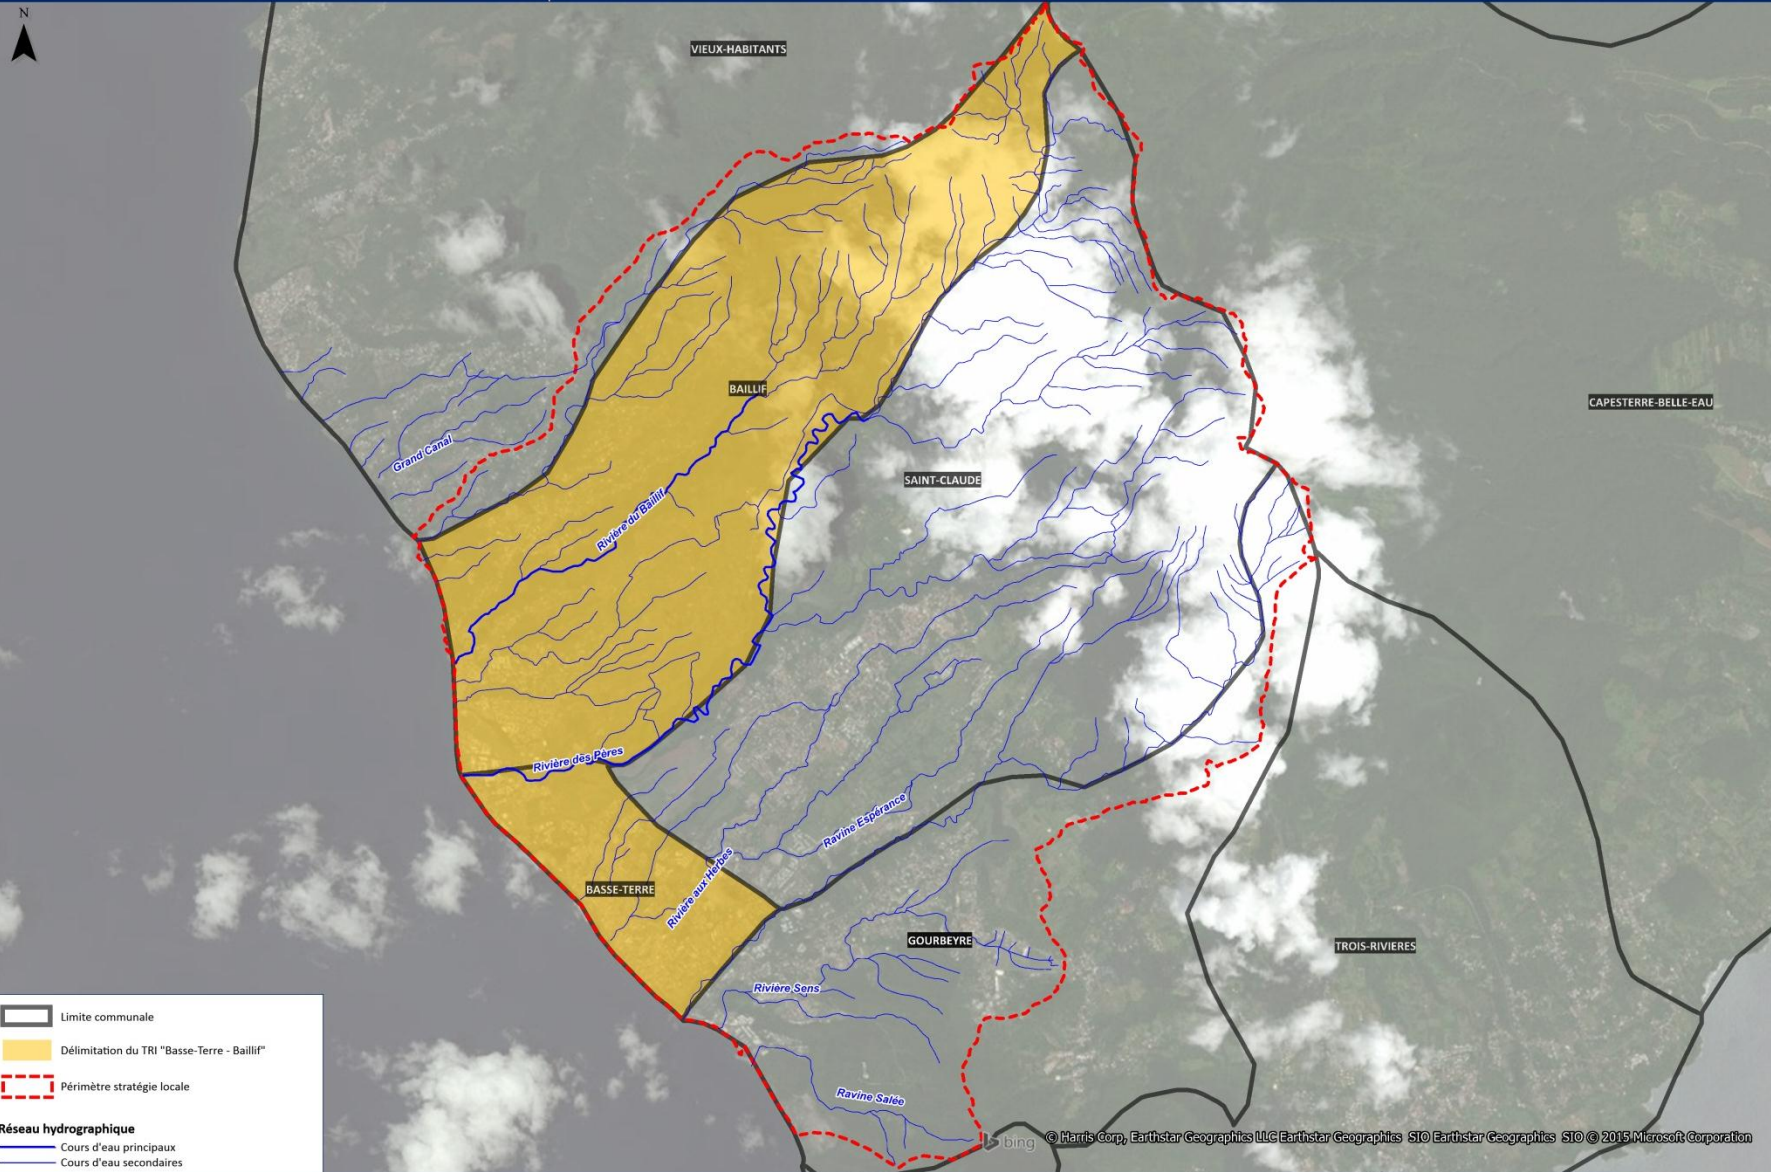 N
VIEUX-HABITANTS
BAILLIF
CAPESTERRE-BELLE-EAU
Grand Canal
SAINT-CLAUDE
Rivière du Baillif
Rivière des Pères
Ravine Espérance
BASSE-TERRE
Rivière aux Herbes
GOURBEYRE
TROIS-RIVIERES
Rivière Sens
Ravine Salée
Limite communale
Délimitation du TRI "Basse-Terre - Baillif"
Périmètre stratégie locale
Réseau hydrographique
Cours d'eau principaux
Cours d'eau secondaires
bing
© Harris Corp, Earthstar Geographics LLC Earthstar Geographics SIO Earthstar Geographics SIO © 2015 Microsoft Corporation